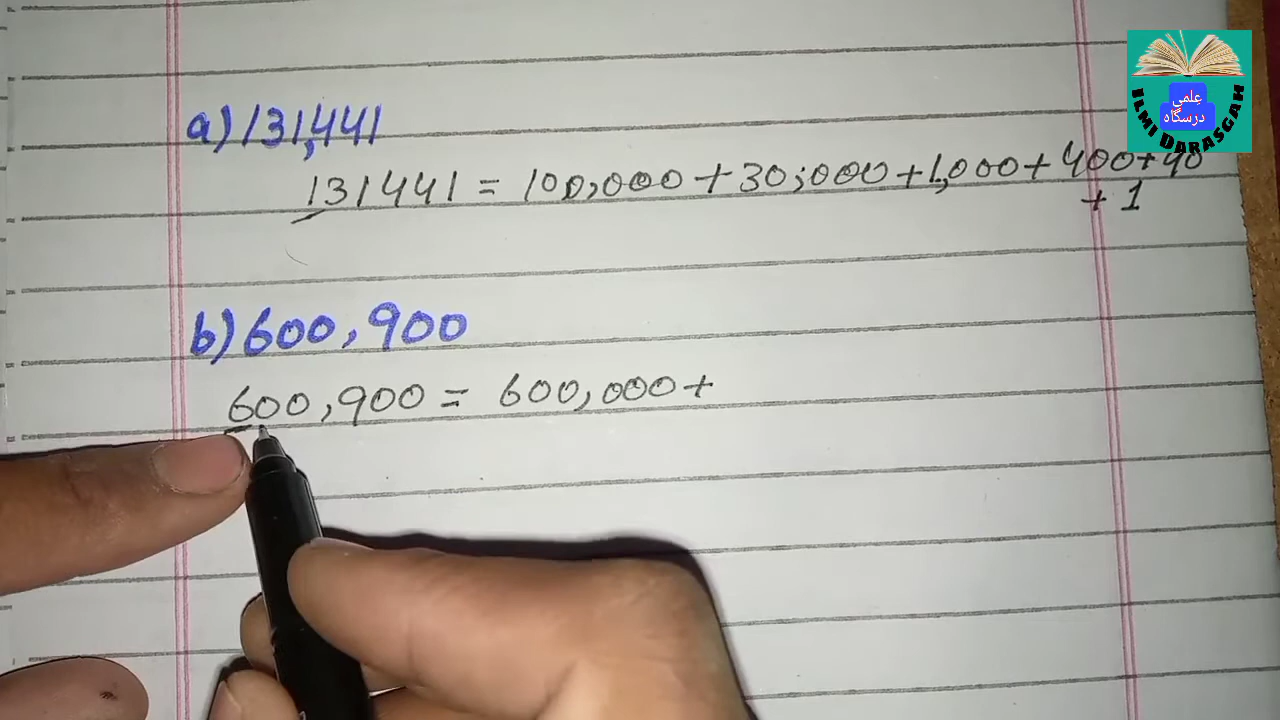 a) 131,441
131441 = 100,000 + 30,000 + 1,000 + 400 + 40
+ 1
b) 600,900
600,900 = 600,000 +
علمی
درسگاہ
ILMI DARASGAH